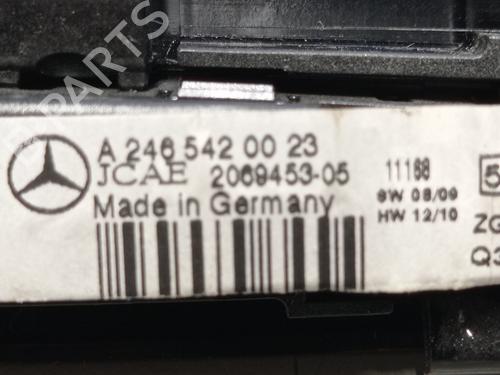 B-PARTS
A 246 542 00 23
JCAE 2069453-05
Made in Germany
11168
SW 08/09
HW 12/10
5
ZG
Q3